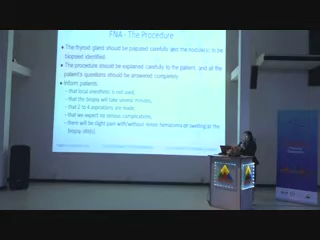 FNA - The Procedure
• The thyroid gland should be palpated carefully and the nodule(s) to be
biopsied identified.
• The procedure should be explained carefully to the patient, and all
the patient's questions should be answered completely.
• Inform patients
- that local anesthetic is not used,
- that the biopsy will take several minutes,
- that 2 to 4 aspirations are made,
- that we expect no serious complications,
- there will be slight pain with/without minor hematoma or swelling at the
biopsy site(s).